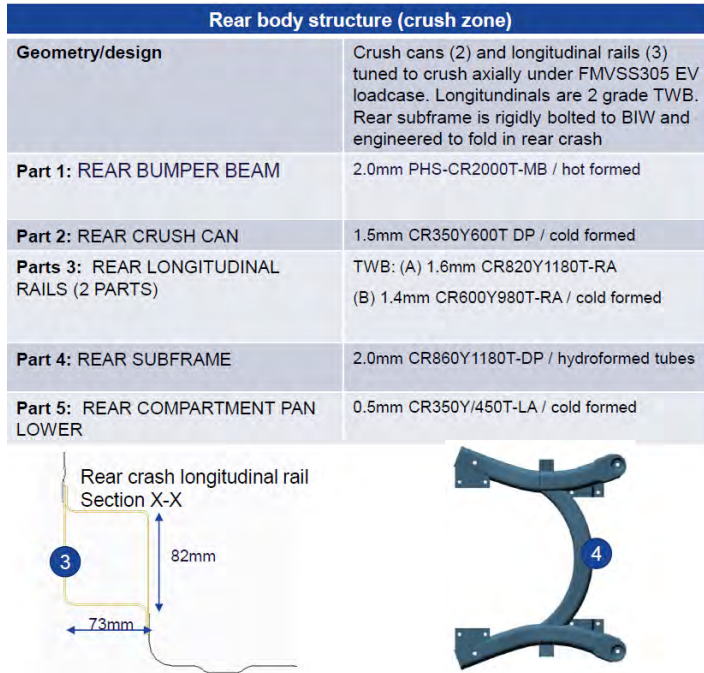 Rear body structure (crush zone)
Geometry/design
Crush cans (2) and longitudinal rails (3)
tuned to crush axially under FMVSS305 EV
loadcase. Longitundinals are 2 grade TWB.
Rear subframe is rigidly bolted to BIW and
engineered to fold in rear crash
Part 1: REAR BUMPER BEAM
2.0mm PHS-CR2000T-MB / hot formed
Part 2: REAR CRUSH CAN
1.5mm CR350Y600T DP / cold formed
Parts 3: REAR LONGITUDINAL
RAILS (2 PARTS)
TWB: (A) 1.6mm CR820Y1180T-RA
(B) 1.4mm CR600Y980T-RA / cold formed
Part 4: REAR SUBFRAME
2.0mm CR860Y1180T-DP / hydroformed tubes
Part 5: REAR COMPARTMENT PAN
LOWER
0.5mm CR350Y/450T-LA / cold formed
Rear crash longitudinal rail
Section X-X
3
82mm
73mm
4